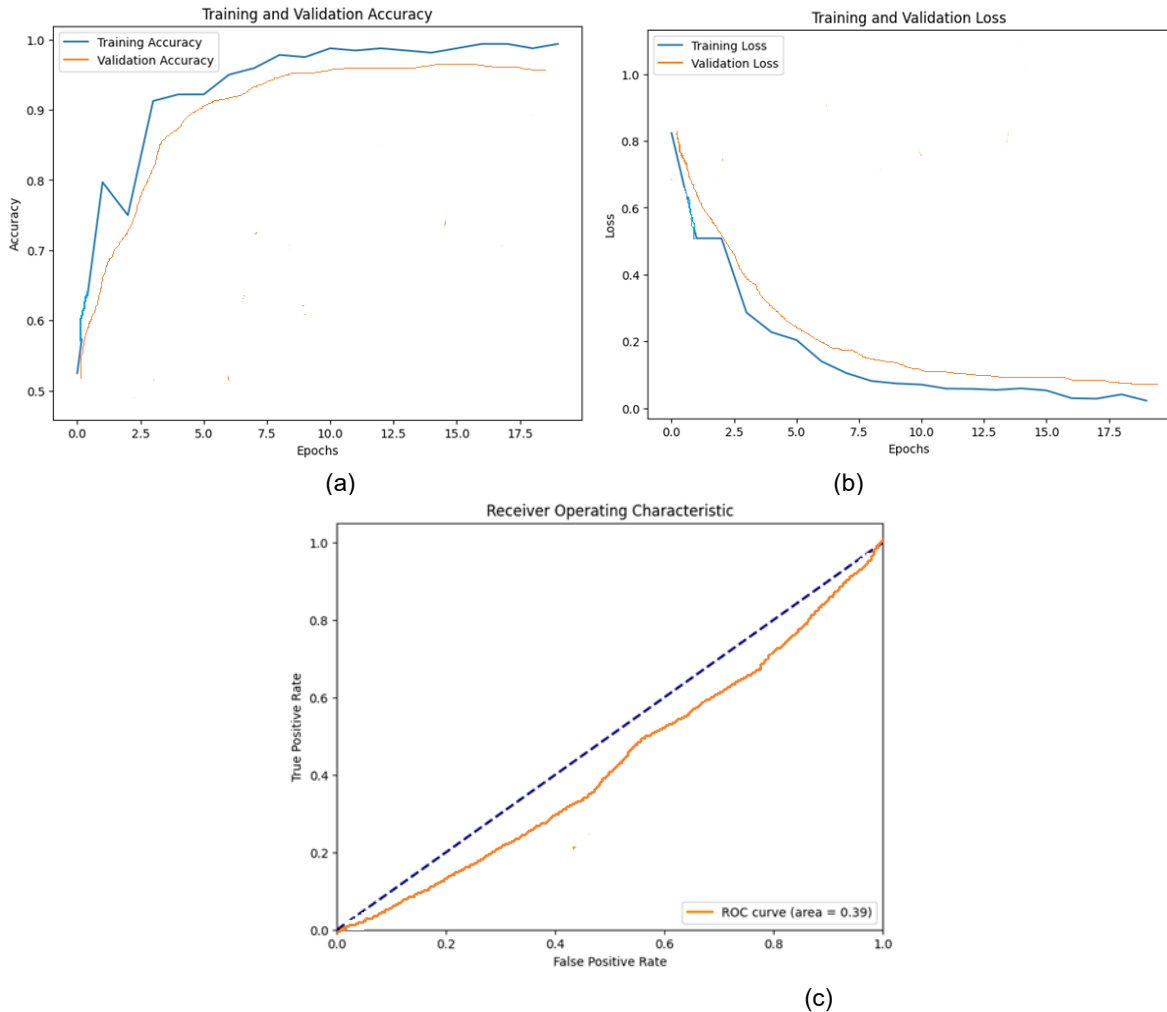 Training and Validation Accuracy
Training Accuracy
Validation Accuracy
1.0
0.9
0.8
0.7
0.6
0.5
Accuracy
0.0 2.5 5.0 7.5 10.0 12.5 15.0 17.5
Epochs
(a)
Training and Validation Loss
Training Loss
Validation Loss
1.0
0.8
0.6
0.4
0.2
0.0
Loss
0.0 2.5 5.0 7.5 10.0 12.5 15.0 17.5
Epochs
(b)
Receiver Operating Characteristic
1.0
0.8
0.6
0.4
0.2
0.0
True Positive Rate
ROC curve (area = 0.39)
0.0 0.2 0.4 0.6 0.8 1.0
False Positive Rate
(c)